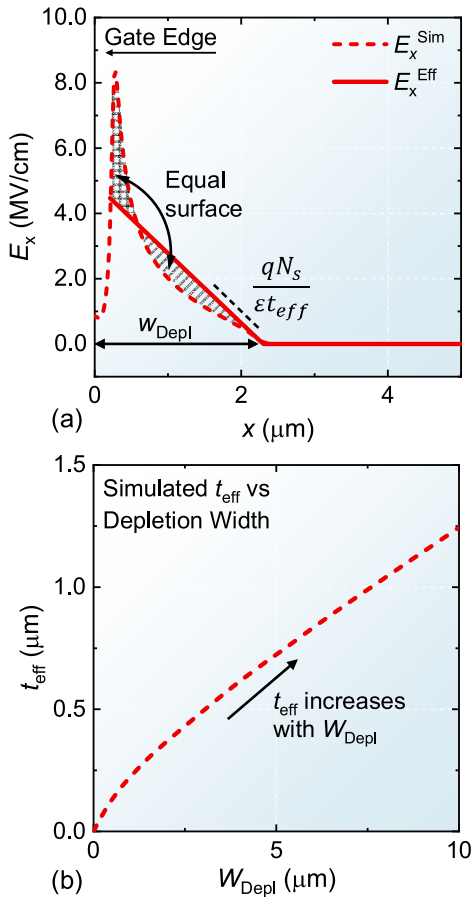 Gate Edge
E_x^Sim
E_x^Eff
8.0
6.0
4.0
2.0
0.0
E_x (MV/cm)
Equal
surface
qN_s
εt_eff
w_Depl
0
2
4
(a)
x (μm)
1.5
1.0
0.5
0.0
t_eff (μm)
Simulated t_eff vs
Depletion Width
t_eff increases
with W_Depl
0
5
10
(b)
W_Depl (μm)